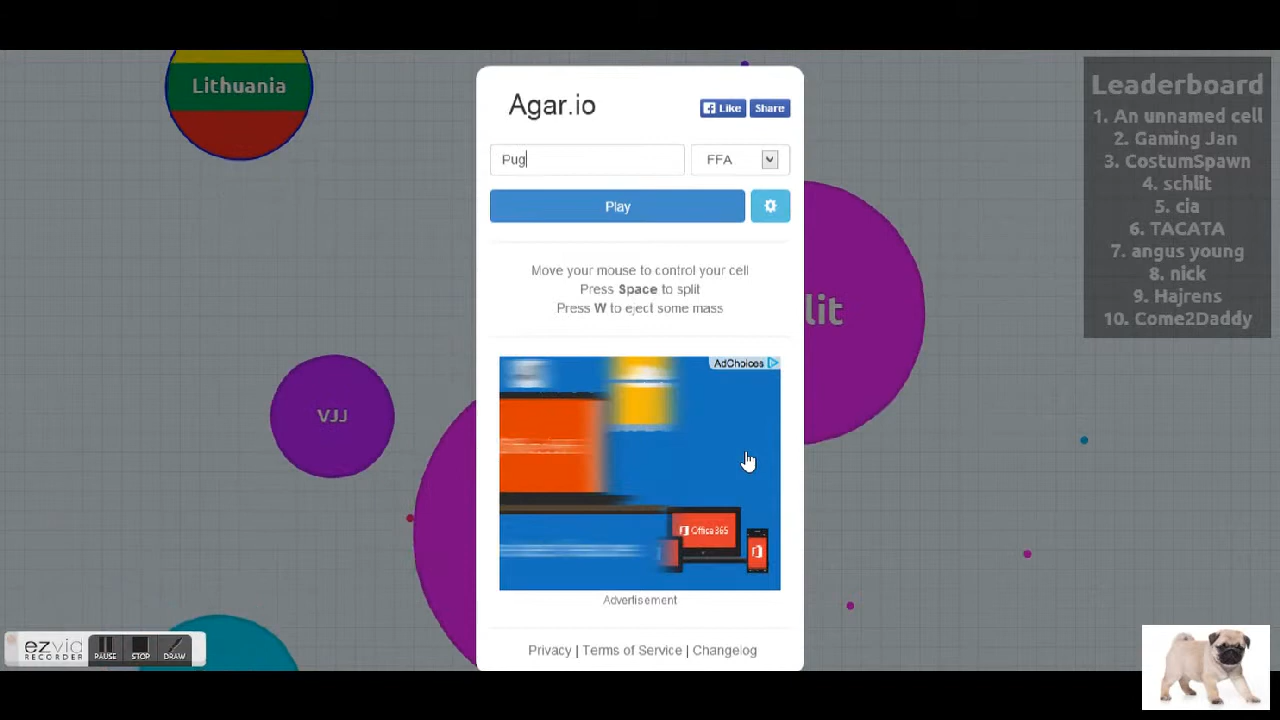 Lithuania
Agar.io
Like
Share
Pug
FFA
Play
Move your mouse to control your cell
Press Space to split
Press W to eject some mass
AdChoices
Office 365
Advertisement
Privacy | Terms of Service | Changelog
VJJ
lit
Leaderboard
1. An unnamed cell
2. Gaming Jan
3. CostumSpawn
4. schlit
5. cia
6. TACATA
7. angus young
8. nick
9. Hajrens
10. Come2Daddy
ezvid
RECORDER
PAUSE
STOP
DRAW